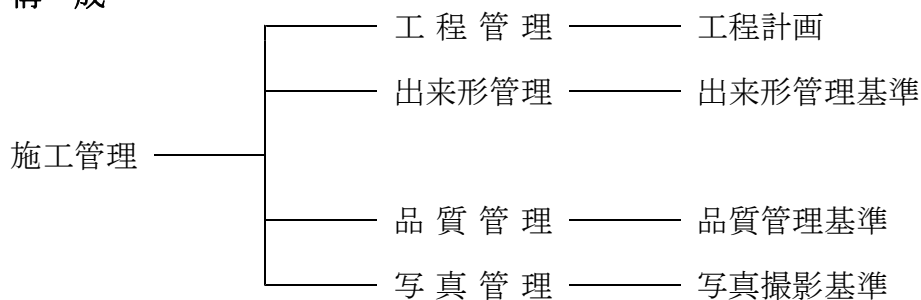 構 成
工 程 管 理 工程計画
出来形管理 出来形管理基準
施工管理
品 質 管 理 品質管理基準
写 真 管 理 写真撮影基準